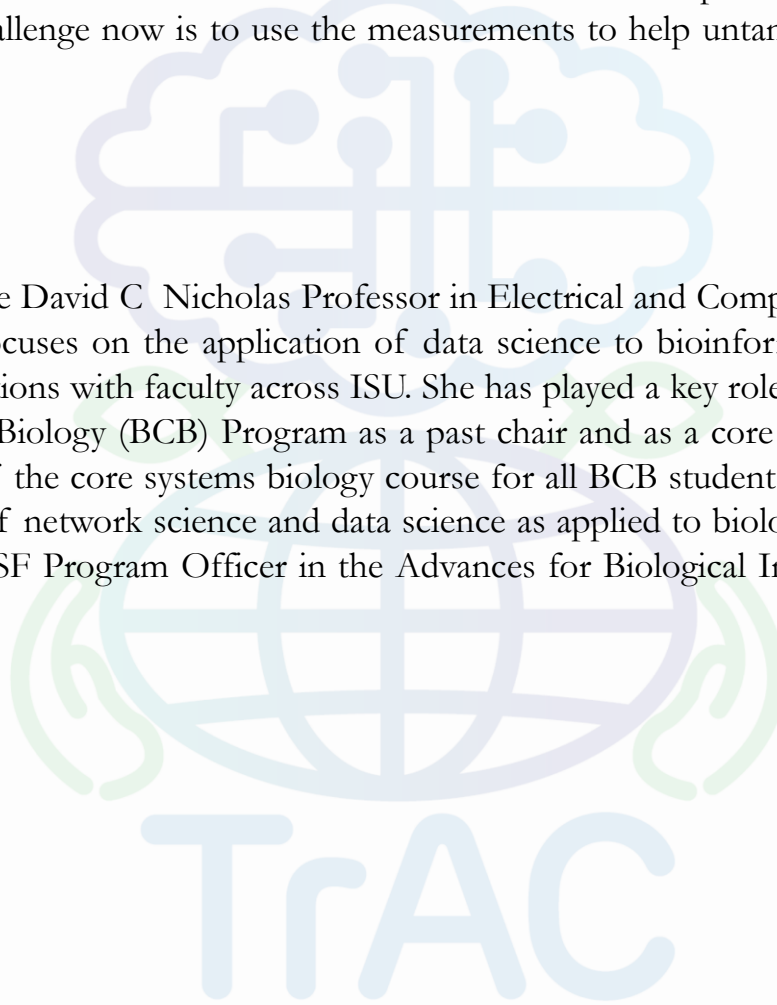 allenge now is to use the measurements to help untan
e David C Nicholas Professor in Electrical and Comp
ocuses on the application of data science to bioinfor
tions with faculty across ISU. She has played a key role
Biology (BCB) Program as a past chair and as a core
f the core systems biology course for all BCB student
f network science and data science as applied to biolo
SF Program Officer in the Advances for Biological In
TrAC